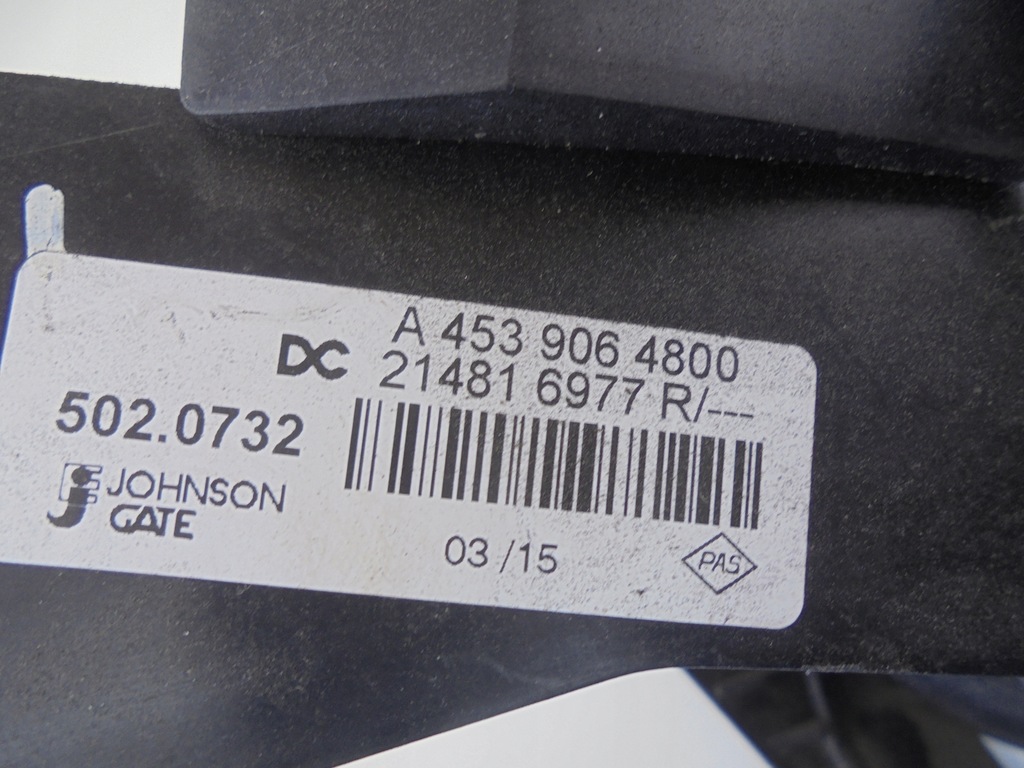 A 453 906 4800
DC 21481 6977 R/---
502.0732
JOHNSON
GATE
03 /15
PAS